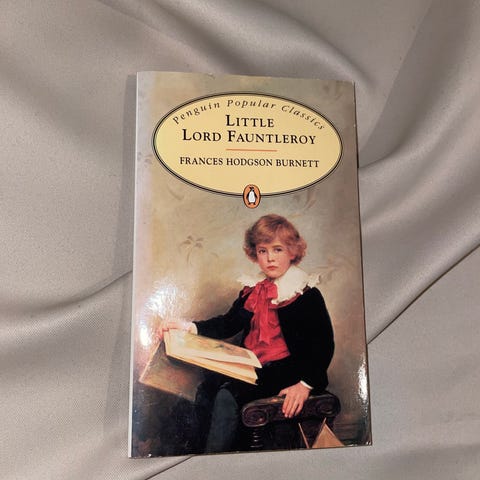 Penguin Popular Classics
LITTLE
LORD FAUNTLEROY
FRANCES HODGSON BURNETT